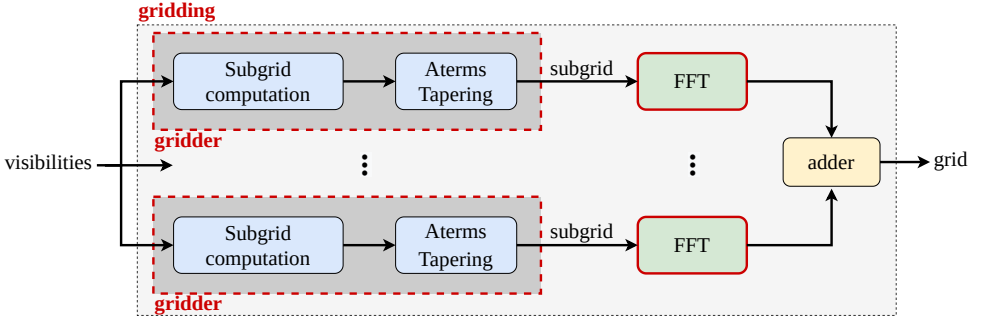 gridding
Subgrid
computation
Aterms
Tapering
subgrid
FFT
gridder
visibilities
adder
grid
Subgrid
computation
Aterms
Tapering
subgrid
FFT
gridder